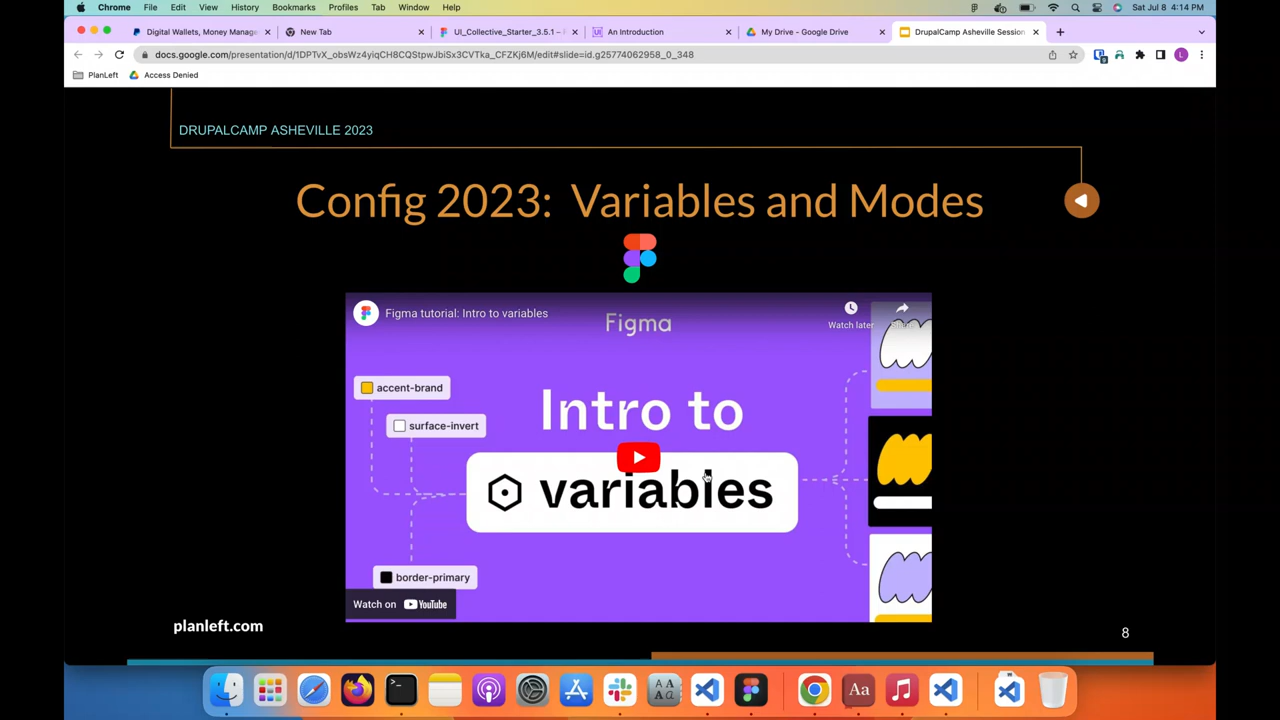 Chrome File Edit View History Bookmarks Profiles Tab Window Help Sat Jul 8 4:14 PM
Digital Wallets, Money Mana New Tab UI_Collective_Starter_3.5.1 – An Introduction My Drive - Google Drive DrupalCamp Asheville Session
docs.google.com/presentation/d/1DPTvX_obsWz4yiqCH8CQStpwJbiSx3CVTka_CFZKj6M/edit#slide=id.g25774062958_0_348
PlanLeft Access Denied
DRUPALCAMP ASHEVILLE 2023
Config 2023: Variables and Modes
Figma tutorial: Intro to variables
Figma
Watch later Share
accent-brand
Intro to
surface-invert
variables
border-primary
Watch on YouTube
planleft.com
8